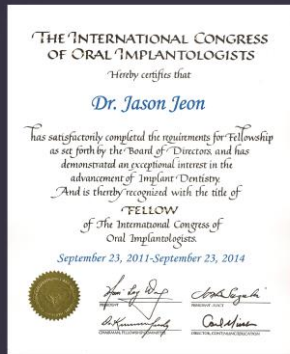 THE INTERNATIONAL CONGRESS
OF ORAL IMPLANTOLOGISTS
Hereby certifies that
Dr. Jason Jeon
has satisfactorily completed the requirments for Fellowship
as set forth by the Board of Directors, and has
demonstrated an exceptional interest in the
advancement of Implant Dentistry.
And is thereby recognized with the title of
FELLOW
of The International Congress of
Oral Implantologists.
September 23, 2011-September 23, 2014
PRESIDENT